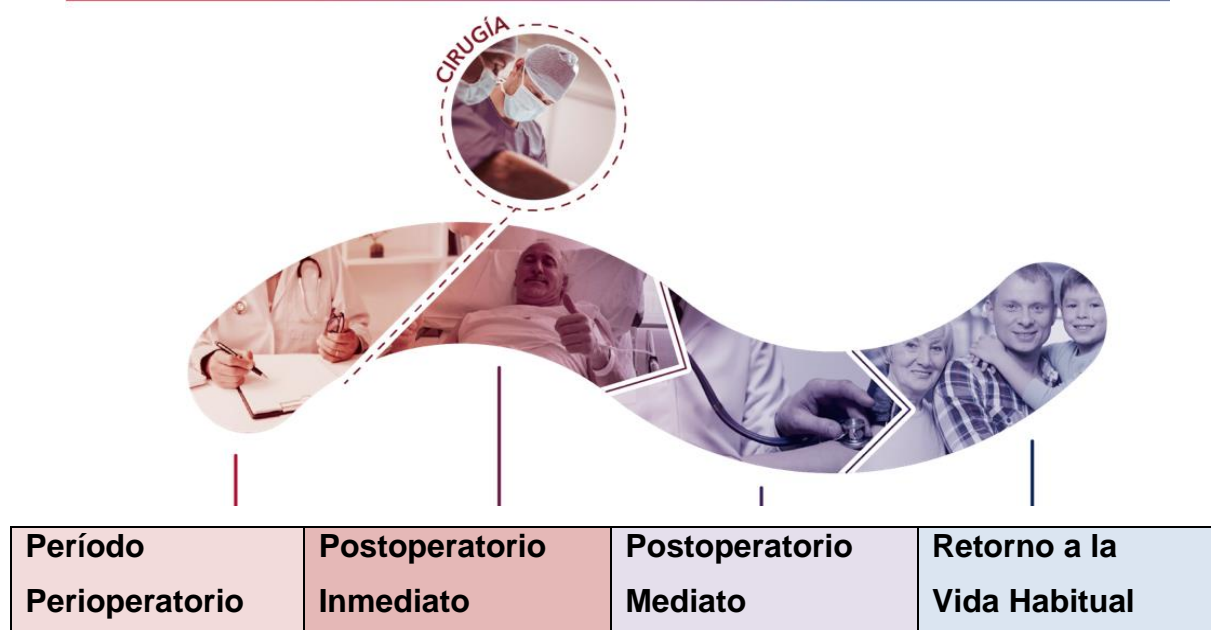 CIRUGÍA
Período
Perioperatorio
Postoperatorio
Inmediato
Postoperatorio
Mediato
Retorno a la
Vida Habitual